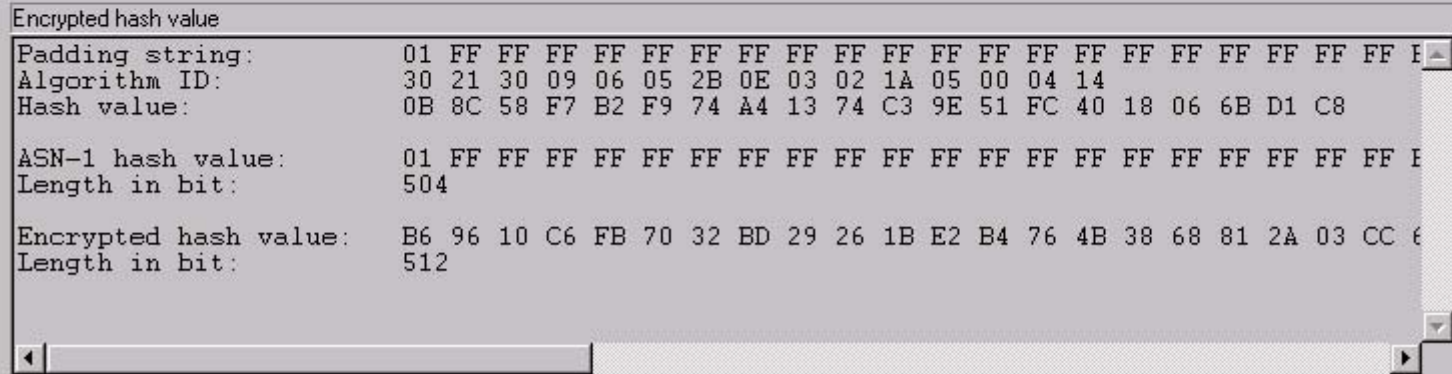 Encrypted hash value
Padding string: 01 FF FF FF FF FF FF FF FF FF FF FF FF FF FF FF FF FF FF FF FF
Algorithm ID: 30 21 30 09 06 05 2B 0E 03 02 1A 05 00 04 14
Hash value: 0B 8C 58 F7 B2 F9 74 A4 13 74 C3 9E 51 FC 40 18 06 6B D1 C8
ASN-1 hash value: 01 FF FF FF FF FF FF FF FF FF FF FF FF FF FF FF FF FF FF FF FF
Length in bit: 504
Encrypted hash value: B6 96 10 C6 FB 70 32 BD 29 26 1B E2 B4 76 4B 38 68 81 2A 03 CC
Length in bit: 512